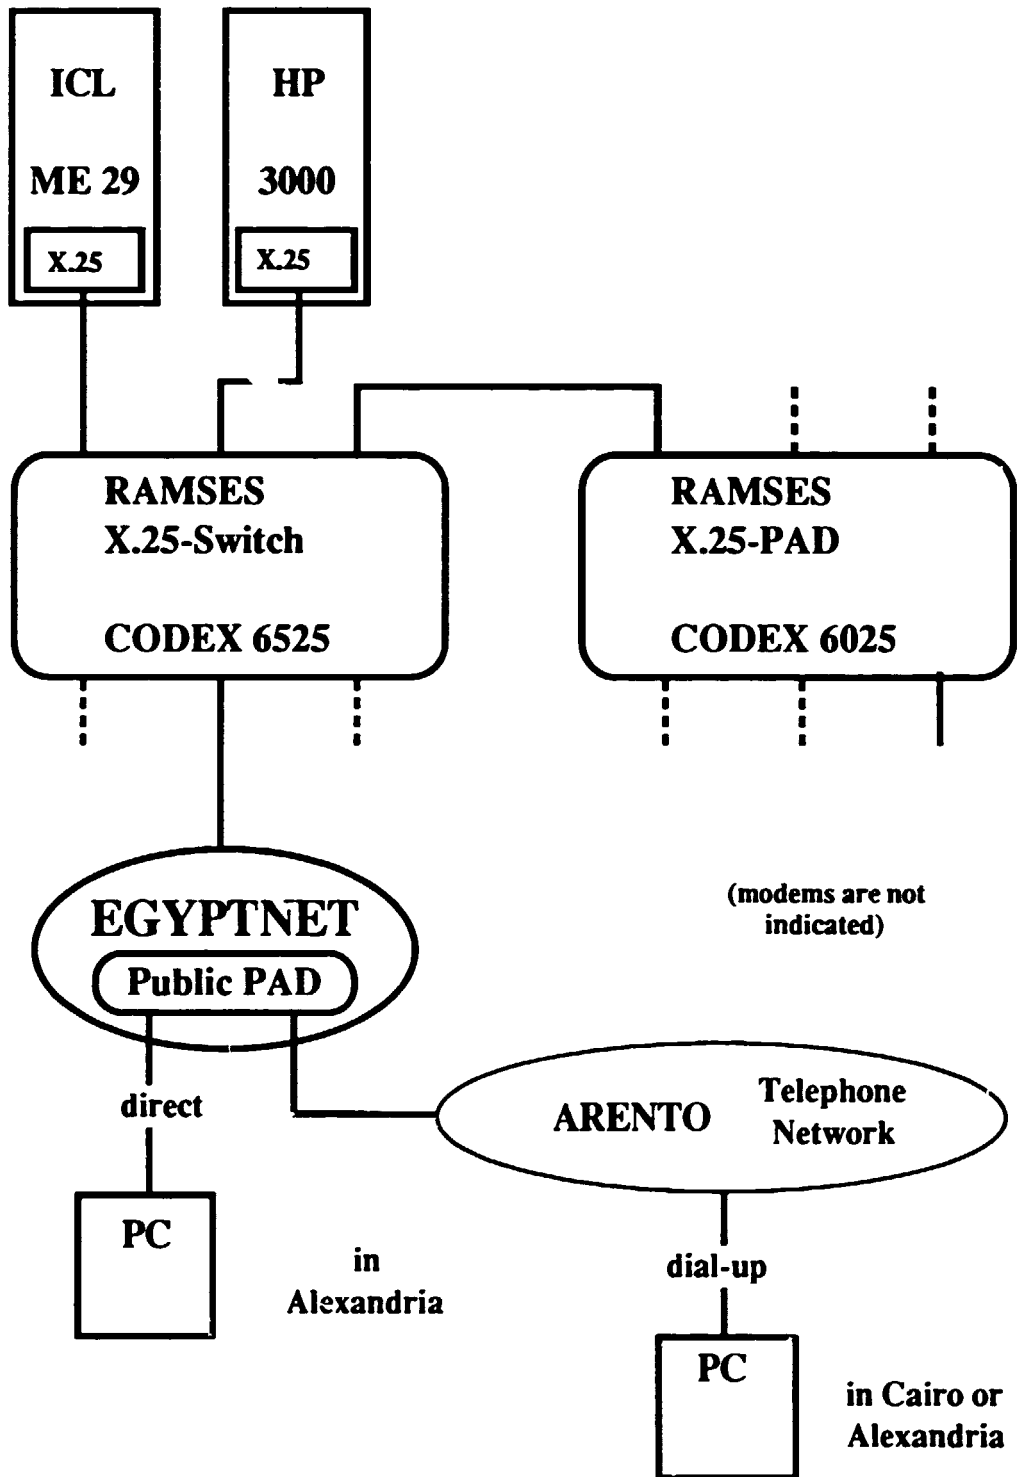 ICL
ME 29
X.25
HP
3000
X.25
RAMSES
X.25-Switch
CODEX 6525
RAMSES
X.25-PAD
CODEX 6025
EGYPTNET
Public PAD
(modems are not
indicated)
direct
ARENTO
Telephone
Network
PC
in
Alexandria
dial-up
PC
in Cairo or
Alexandria